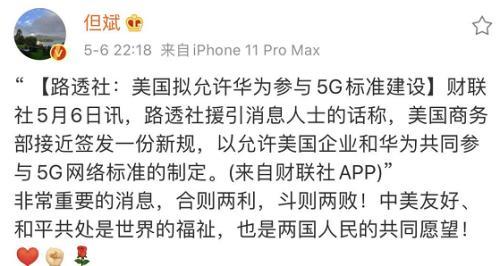 但斌
5-6 22:18 来自iPhone 11 Pro Max
“【路透社：美国拟允许华为参与5G标准建设】财联
社5月6日讯，路透社援引消息人士的话称，美国商务
部接近签发一份新规，以允许美国企业和华为共同参
与5G网络标准的制定。(来自财联社APP)”
非常重要的消息，合则两利，斗则两败！中美友好、
和平共处是世界的福祉，也是两国人民的共同愿望！